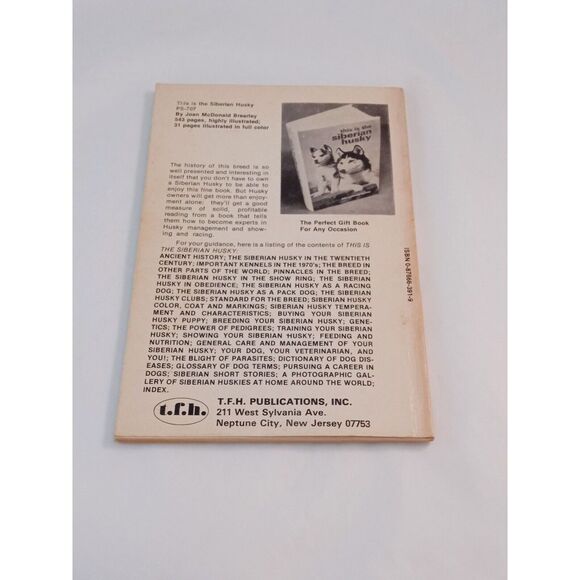 This is the Siberian Husky
PS-707
By Joan McDonald Brearley
543 pages, highly illustrated;
31 pages illustrated in full color
this is the
siberian
husky
The Perfect Gift Book
For Any Occasion
The history of this breed is so
well presented and interesting in
itself that you don't have to own
a Siberian Husky to be able to
enjoy this fine book. But Husky
owners will get more than enjoy-
ment alone; they'll get a good
measure of solid, profitable
reading from a book that tells
them how to become experts in
Husky management and show-
ing and racing.
For your guidance, here is a listing of the contents of THIS IS
THE SIBERIAN HUSKY:
ANCIENT HISTORY; THE SIBERIAN HUSKY IN THE TWENTIETH
CENTURY; IMPORTANT KENNELS IN THE 1970's; THE BREED IN
OTHER PARTS OF THE WORLD; PINNACLES IN THE BREED;
THE SIBERIAN HUSKY IN THE SHOW RING; THE SIBERIAN
HUSKY IN OBEDIENCE; THE SIBERIAN HUSKY AS A RACING
DOG; THE SIBERIAN HUSKY AS A PACK DOG; THE SIBERIAN
HUSKY CLUBS; STANDARD FOR THE BREED; SIBERIAN HUSKY
COLOR, COAT AND MARKINGS; SIBERIAN HUSKY TEMPERA-
MENT AND CHARACTERISTICS; BUYING YOUR SIBERIAN
HUSKY PUPPY; BREEDING YOUR SIBERIAN HUSKY; GENE-
TICS; THE POWER OF PEDIGREES; TRAINING YOUR SIBERIAN
HUSKY; SHOWING YOUR SIBERIAN HUSKY; FEEDING AND
NUTRITION; GENERAL CARE AND MANAGEMENT OF YOUR
SIBERIAN HUSKY; YOUR DOG, YOUR VETERINARIAN, AND
YOU!; THE BLIGHT OF PARASITES; DICTIONARY OF DOG DIS-
EASES; GLOSSARY OF DOG TERMS; PURSUING A CAREER IN
DOGS; SIBERIAN SHORT STORIES; A PHOTOGRAPHIC GAL-
LERY OF SIBERIAN HUSKIES AT HOME AROUND THE WORLD;
INDEX.
t.f.h.
T.F.H. PUBLICATIONS, INC.
211 West Sylvania Ave.
Neptune City, New Jersey 07753
ISBN 0-87666-391-9